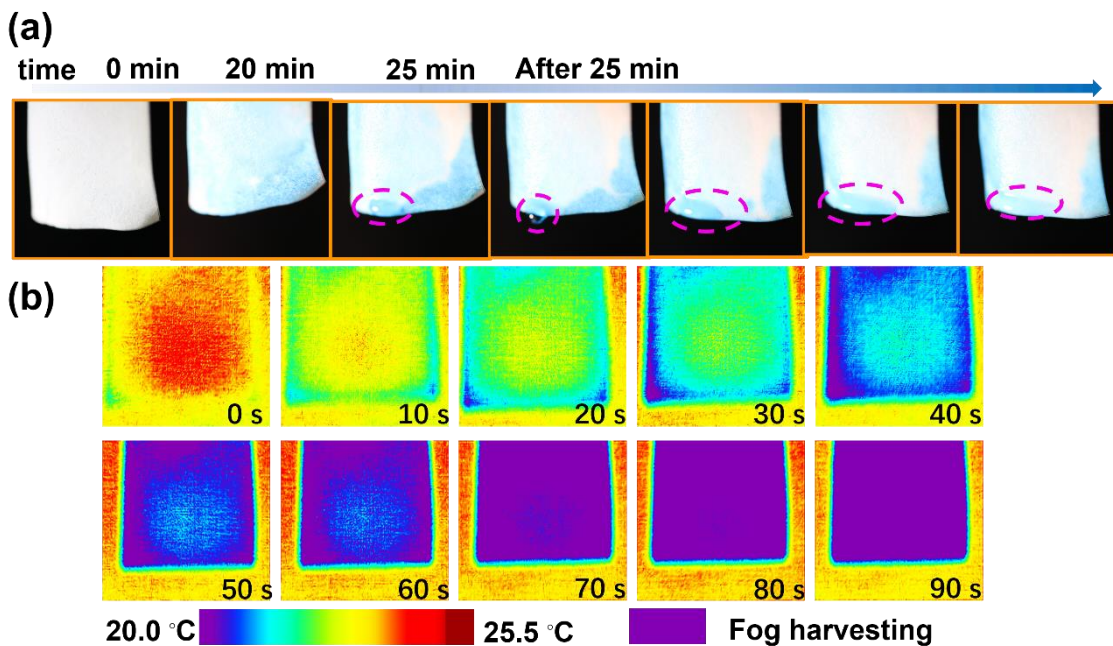 (a)
time 0 min 20 min 25 min After 25 min
(b)
0 s 10 s 20 s 30 s 40 s
50 s 60 s 70 s 80 s 90 s
20.0 °C 25.5 °C Fog harvesting